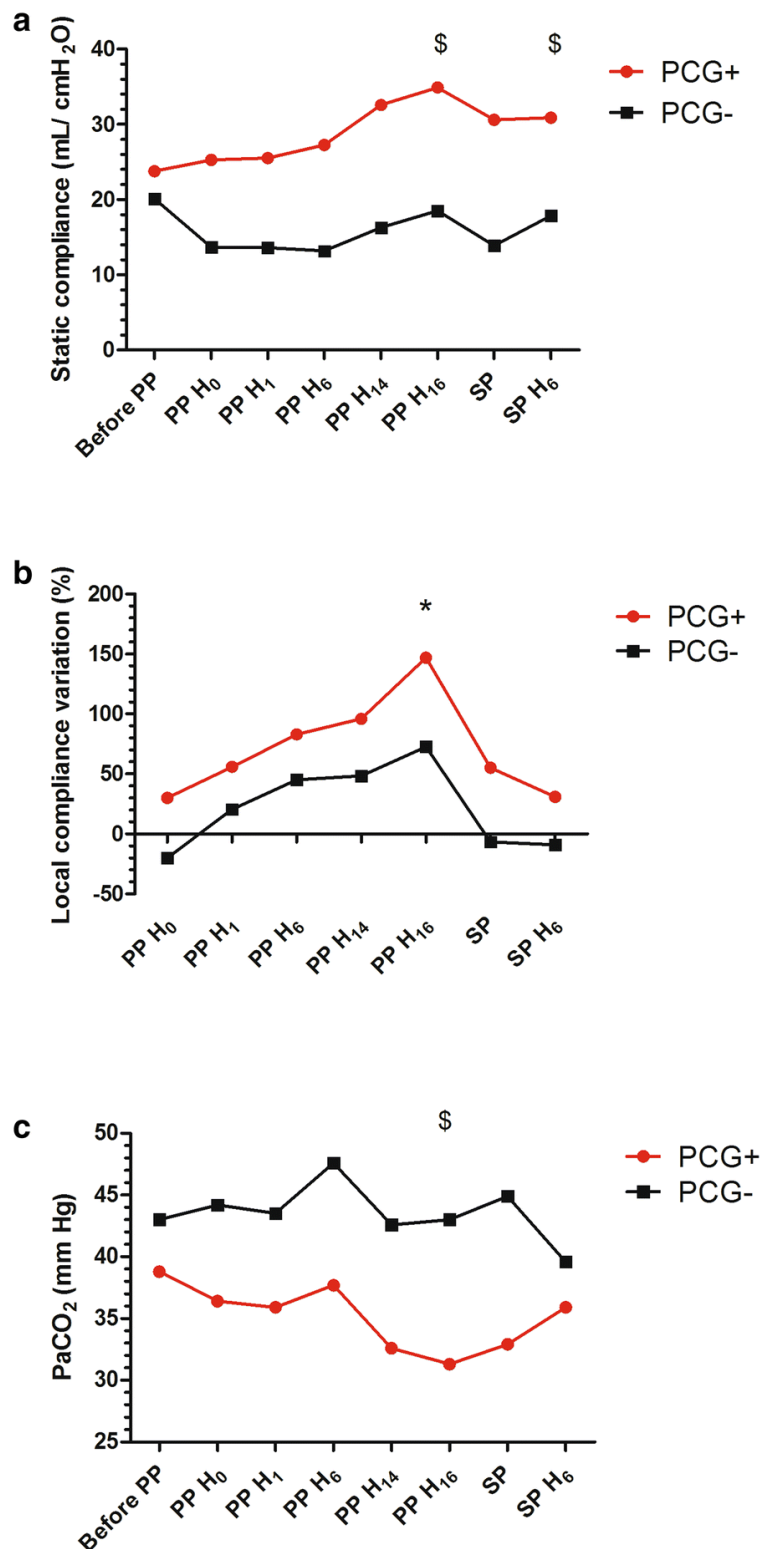 a
$ $
Static compliance (mL/ cmH₂O)
40
30
20
10
0
PCG+
PCG-
Before PP
PP H₀
PP H₁
PP H₆
PP H₁₄
PP H₁₆
SP
SP H₆
b
*
Local compliance variation (%)
200
150
100
50
0
-50
PCG+
PCG-
PP H₀
PP H₁
PP H₆
PP H₁₄
PP H₁₆
SP
SP H₆
c
$
PaCO₂ (mm Hg)
50
45
40
35
30
25
PCG+
PCG-
Before PP
PP H₀
PP H₁
PP H₆
PP H₁₄
PP H₁₆
SP
SP H₆